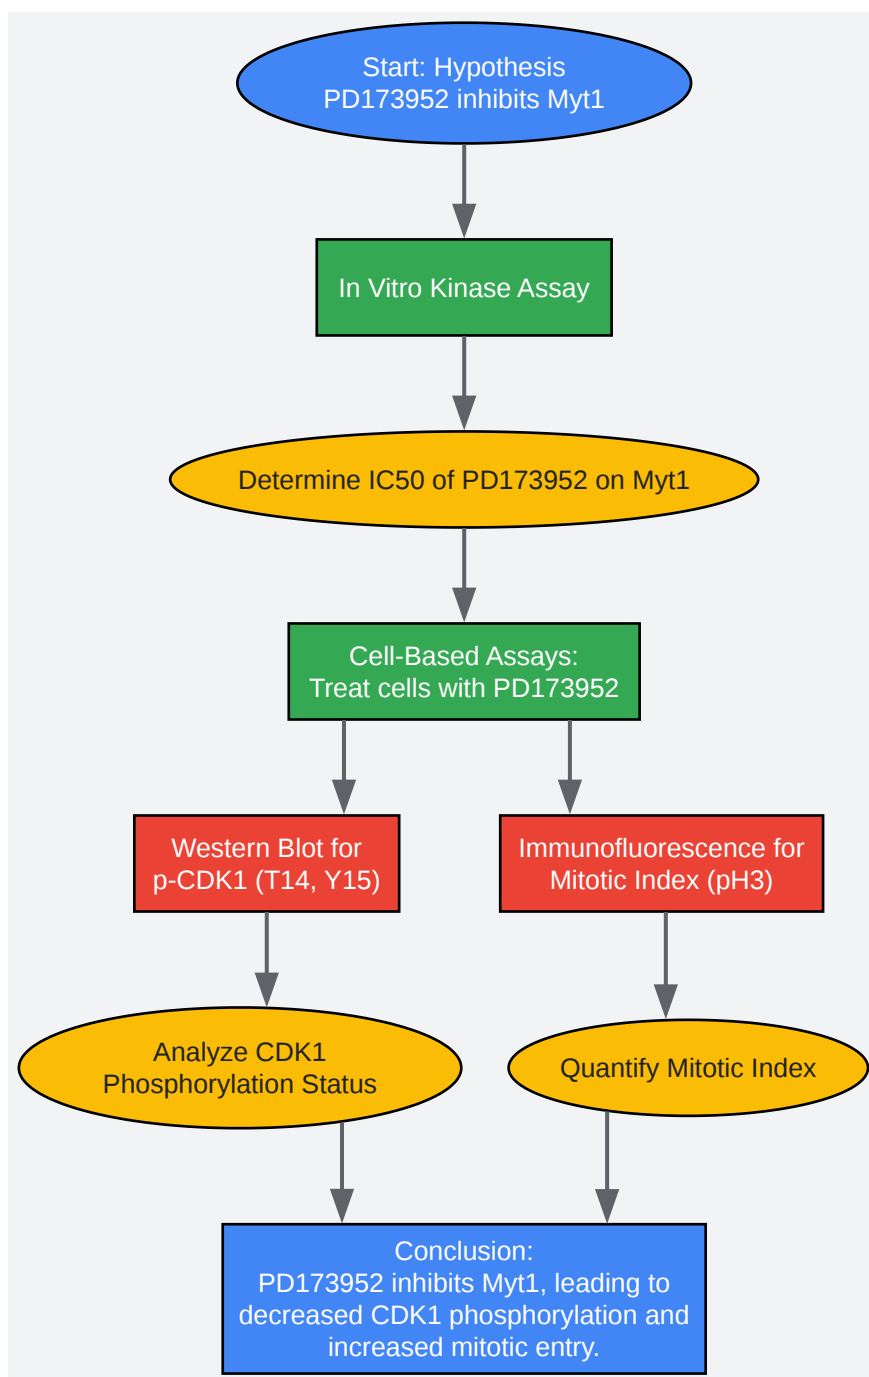 Start: Hypothesis
PD173952 inhibits Myt1
In Vitro Kinase Assay
Determine IC50 of PD173952 on Myt1
Cell-Based Assays:
Treat cells with PD173952
Western Blot for
p-CDK1 (T14, Y15)
Immunofluorescence for
Mitotic Index (pH3)
Analyze CDK1
Phosphorylation Status
Quantify Mitotic Index
Conclusion:
PD173952 inhibits Myt1, leading to
decreased CDK1 phosphorylation and
increased mitotic entry.